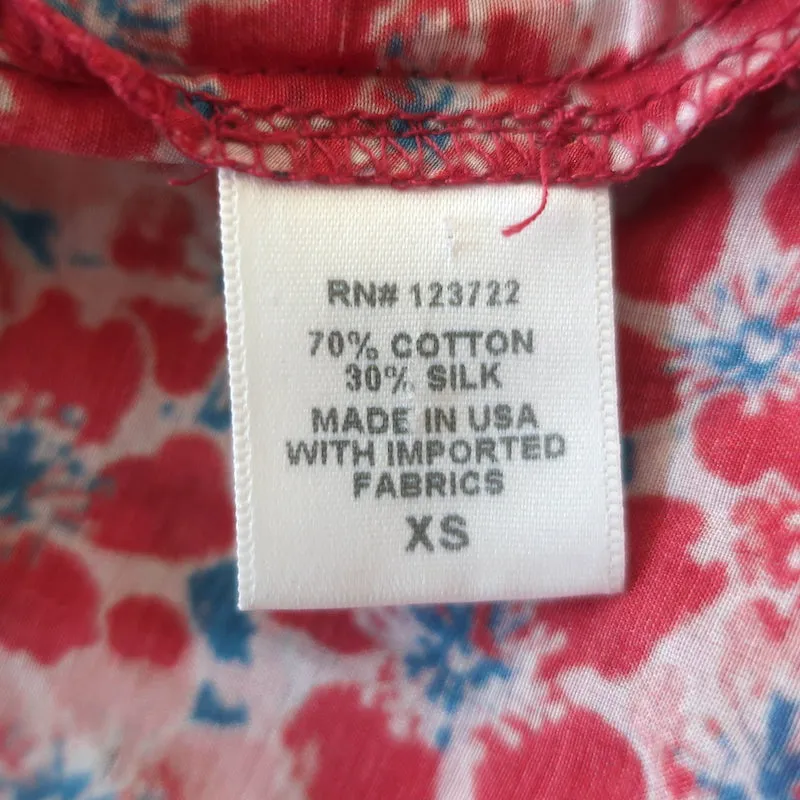 RN# 123722
70% COTTON
30% SILK
MADE IN USA
WITH IMPORTED
FABRICS
XS